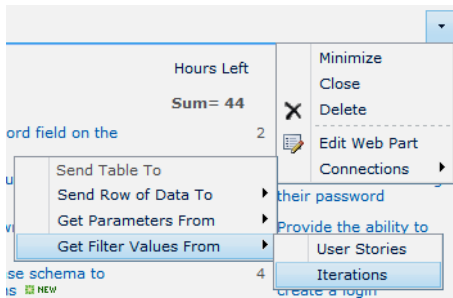 Minimize
Close
Hours Left
Sum= 44
Delete
ord field on the 2
Edit Web Part
Connections
Send Table To
Send Row of Data To
their password
Get Parameters From
Provide the ability to
Get Filter Values From
User Stories
se schema to 4
Iterations
ns NEW
create a login